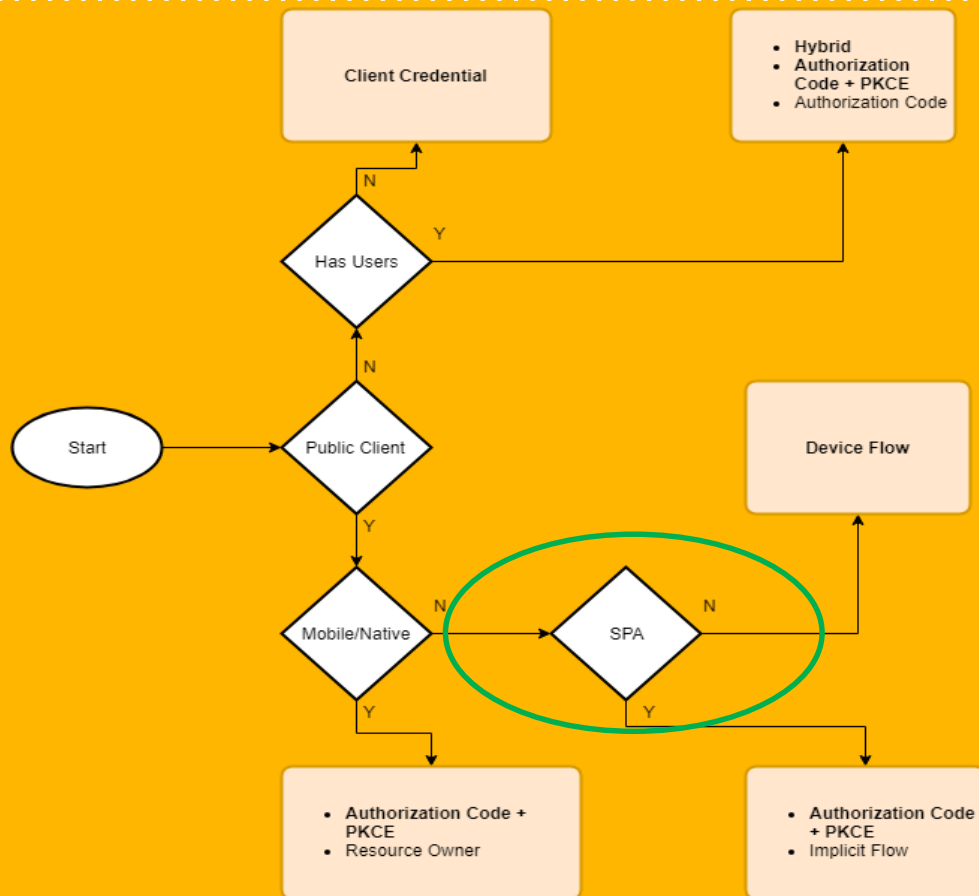 Client Credential
• Hybrid
• Authorization
Code + PKCE
• Authorization Code
N
Y
Has Users
N
Start
Public Client
Device Flow
Y
N
N
Mobile/Native
SPA
Y
Y
• Authorization Code +
PKCE
• Resource Owner
• Authorization Code
+ PKCE
• Implicit Flow